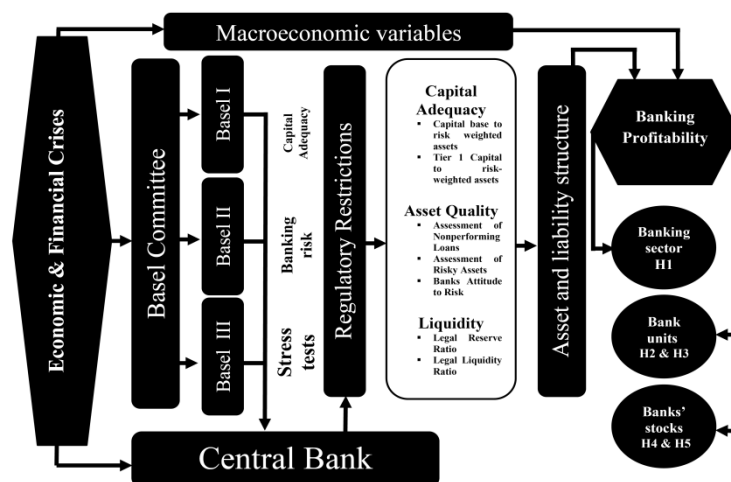 Macroeconomic variables
Economic & Financial Crises
Basel Committee
Basel I
Basel II
Basel III
Capital
Adequacy
Banking
risk
Stress
tests
Central Bank
Regulatory Restrictions
Capital
Adequacy
▪ Capital base to
risk weighted
assets
▪ Tier 1 Capital
to risk-
weighted assets
Asset Quality
▪ Assessment of
Nonperforming
Loans
▪ Assessment of
Risky Assets
▪ Banks Attitude
to Risk
Liquidity
▪ Legal Reserve
Ratio
▪ Legal Liquidity
Ratio
Asset and liability structure
Banking
Profitability
Banking
sector
H1
Bank
units
H2 & H3
Banks'
stocks
H4 & H5